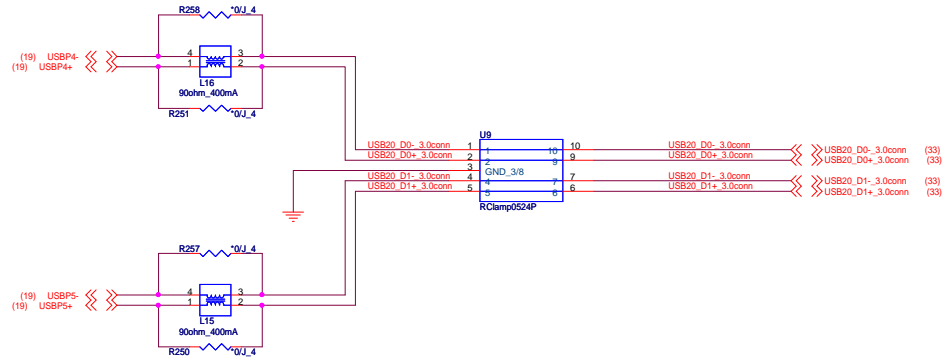 R258 *0/J_4
(19) USBP4- 4 3
(19) USBP4+ 1 2
L16
90ohm_400mA
R251 *0/J_4
U9
USB20_D0-_3.0conn 1 1 10 10 USB20_D0-_3.0conn USB20_D0-_3.0conn (33)
USB20_D0+_3.0conn 2 2 9 9 USB20_D0+_3.0conn USB20_D0+_3.0conn (33)
3 GND_3/8
USB20_D1-_3.0conn 4 4 7 7 USB20_D1-_3.0conn USB20_D1-_3.0conn (33)
USB20_D1+_3.0conn 5 5 6 6 USB20_D1+_3.0conn USB20_D1+_3.0conn (33)
RClamp0524P
R257 *0/J_4
(19) USBP5- 4 3
(19) USBP5+ 1 2
L15
90ohm_400mA
R250 *0/J_4